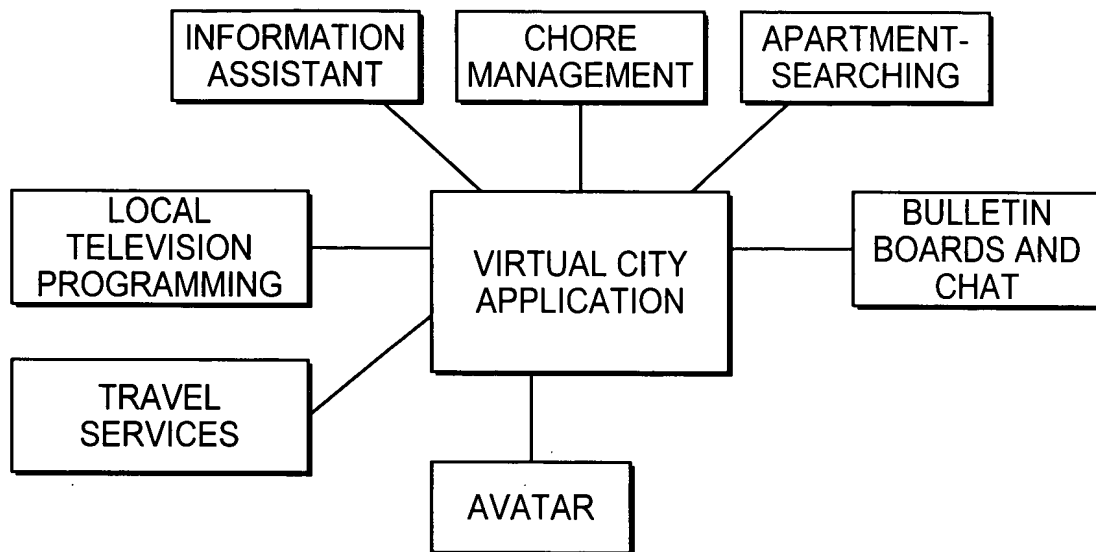 INFORMATION
ASSISTANT
CHORE
MANAGEMENT
APARTMENT-
SEARCHING
LOCAL
TELEVISION
PROGRAMMING
VIRTUAL CITY
APPLICATION
BULLETIN
BOARDS AND
CHAT
TRAVEL
SERVICES
AVATAR